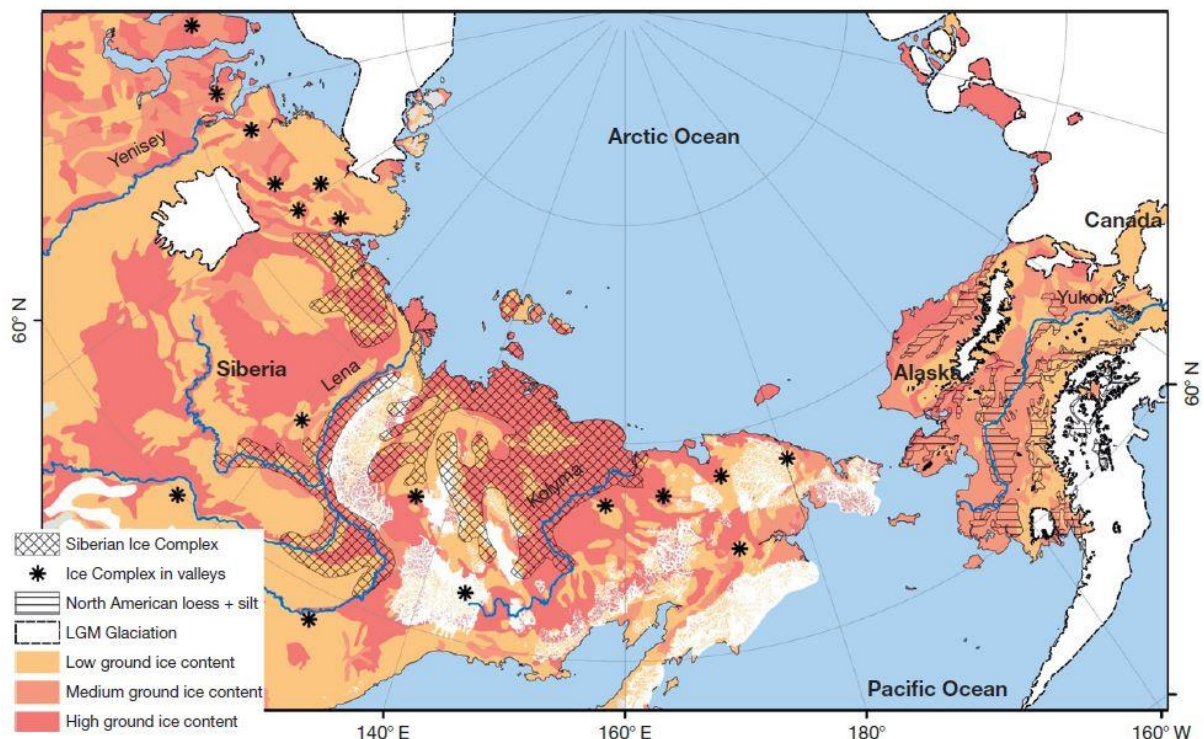 Arctic Ocean
Yenisey
Canada
Yukon
60° N
Siberia
Lena
Alaska
60° N
Kolyma
Siberian Ice Complex
Ice Complex in valleys
North American loess + silt
LGM Glaciation
Low ground ice content
Medium ground ice content
High ground ice content
Pacific Ocean
140° E
160° E
180°
160° W